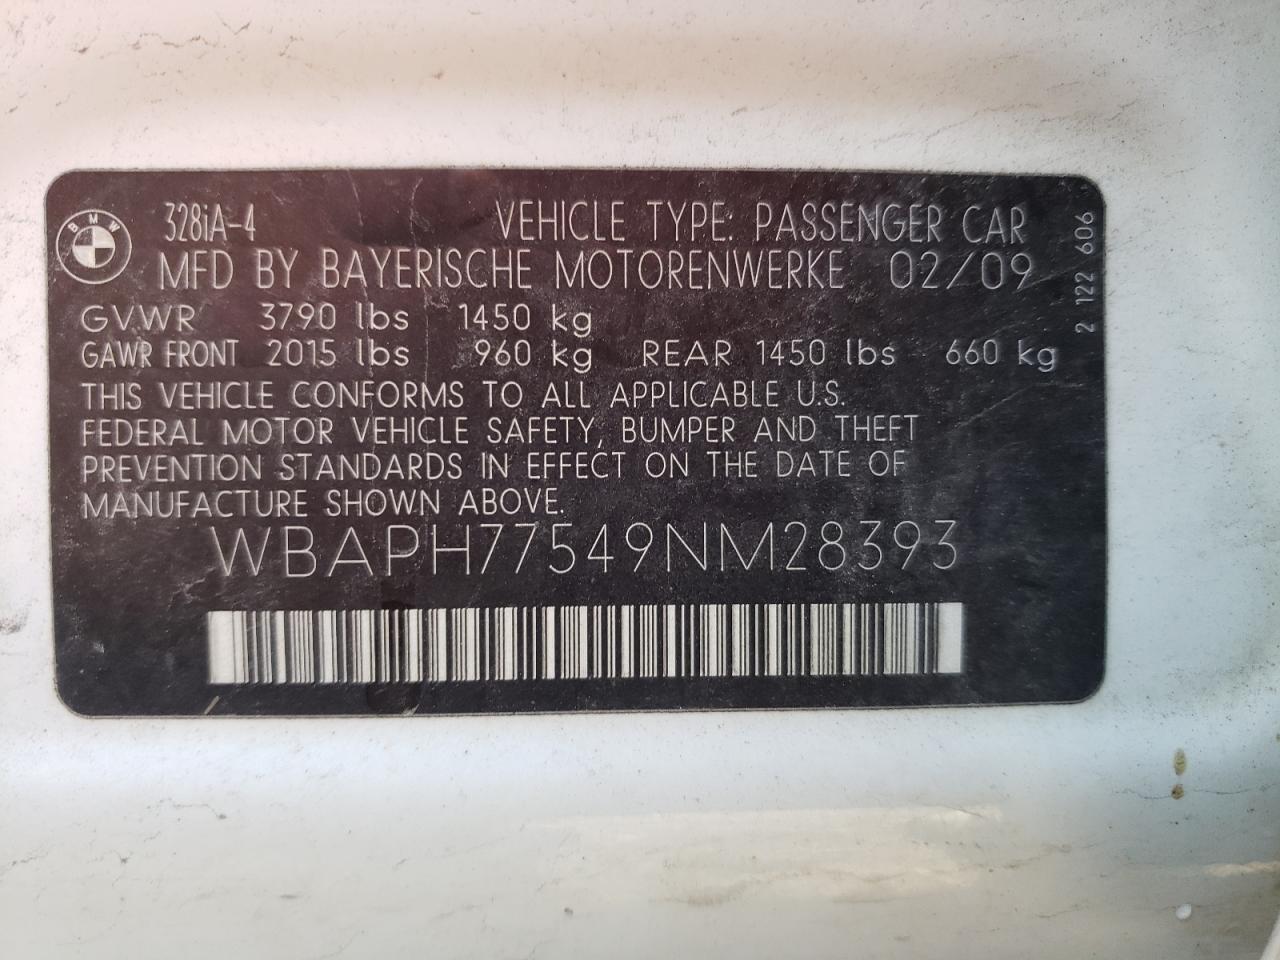 328iA-4 VEHICLE TYPE: PASSENGER CAR
BMW MFD BY BAYERISCHE MOTORENWERKE 02/09
GVWR 3790 lbs 1450 kg
GAWR FRONT 2015 lbs 960 kg REAR 1450 lbs 660 kg
THIS VEHICLE CONFORMS TO ALL APPLICABLE U.S.
FEDERAL MOTOR VEHICLE SAFETY, BUMPER AND THEFT
PREVENTION STANDARDS IN EFFECT ON THE DATE OF
MANUFACTURE SHOWN ABOVE.
WBAPH77549NM28393
2 122 606